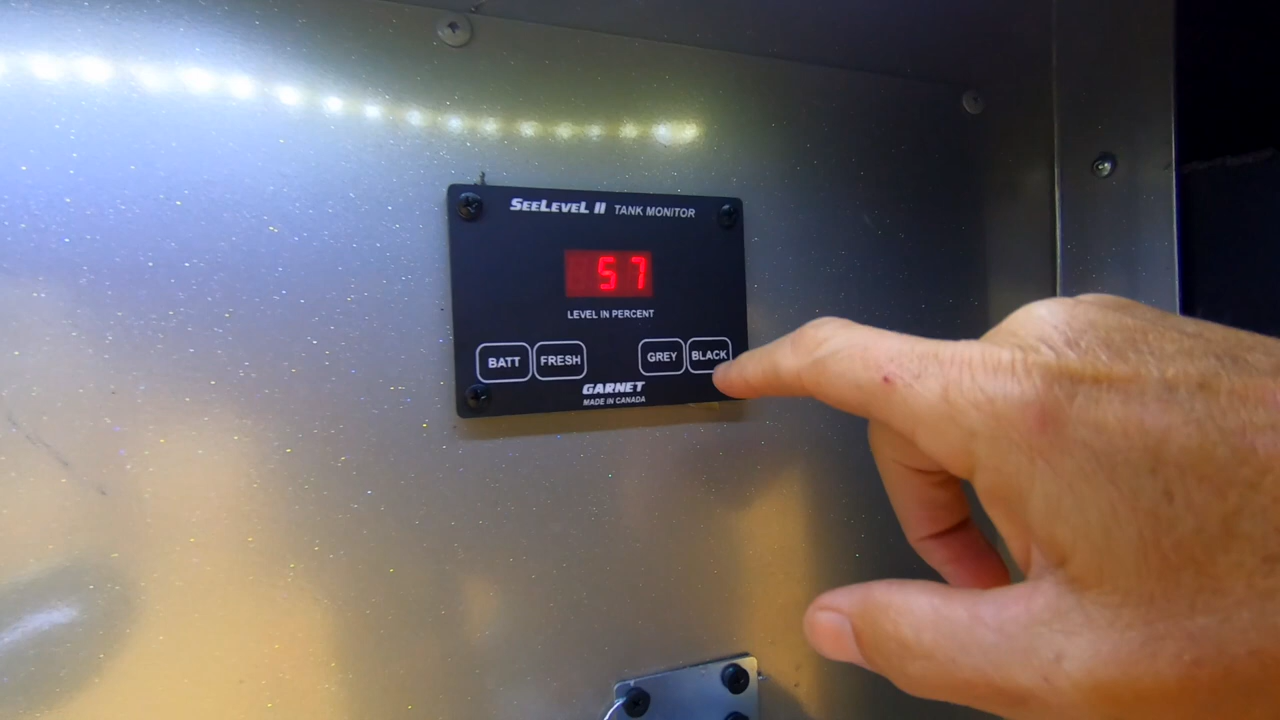 SEELEVEL II TANK MONITOR
57
LEVEL IN PERCENT
BATT FRESH GREY BLACK
GARNET
MADE IN CANADA